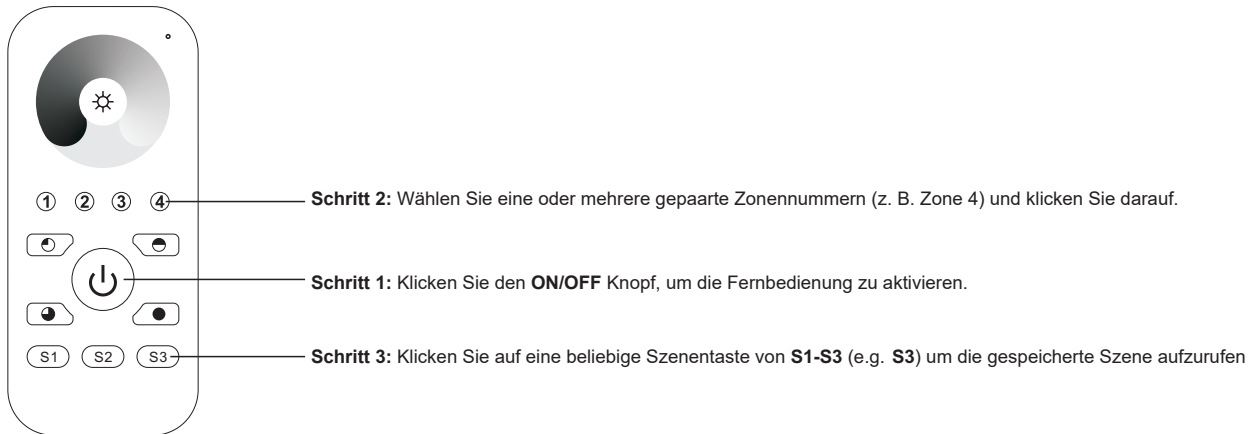 1 2 3 4
Schritt 2: Wählen Sie eine oder mehrere gepaarte Zonennummern (z. B. Zone 4) und klicken Sie darauf.
Schritt 1: Klicken Sie den ON/OFF Knopf, um die Fernbedienung zu aktivieren.
S1 S2 S3
Schritt 3: Klicken Sie auf eine beliebige Szenentaste von S1-S3 (e.g. S3) um die gespeicherte Szene aufzurufen